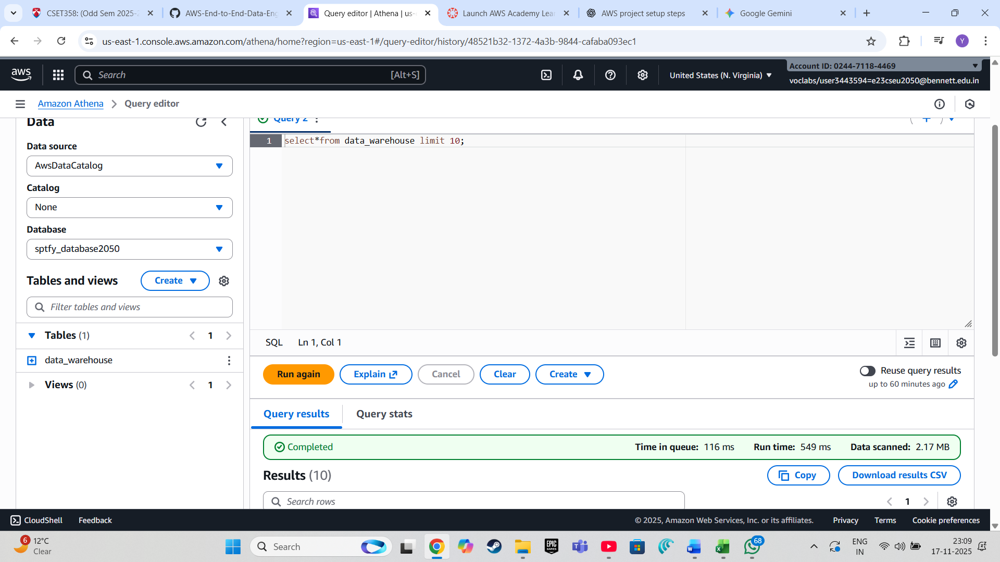 CSET358: (Odd Sem 2025-2
AWS-End-to-End-Data-Eng
Query editor | Athena | us-
Launch AWS Academy Lear
AWS project setup steps
Google Gemini
us-east-1.console.aws.amazon.com/athena/home?region=us-east-1#/query-editor/history/48521b32-1372-4a3b-9844-cafaba093ec1
Y
aws
Search
[Alt+S]
United States (N. Virginia)
Account ID: 0244-7118-4469
voclabs/user3443594=e23cseu2050@bennett.edu.in
Amazon Athena
Query editor
Data
Query 2
Data source
AwsDataCatalog
Catalog
None
Database
sptfy_database2050
Tables and views
Create
Filter tables and views
Tables (1)
1
data_warehouse
Views (0)
1
1 select*from data_warehouse limit 10;
SQL
Ln 1, Col 1
Run again
Explain
Cancel
Clear
Create
Reuse query results
up to 60 minutes ago
Query results
Query stats
Completed
Time in queue: 116 ms
Run time: 549 ms
Data scanned: 2.17 MB
Results (10)
Copy
Download results CSV
Search rows
1
CloudShell
Feedback
© 2025, Amazon Web Services, Inc. or its affiliates.
Privacy
Terms
Cookie preferences
6
12°C
Clear
Search
EPIC
GAMES
68
ENG
IN
23:09
17-11-2025